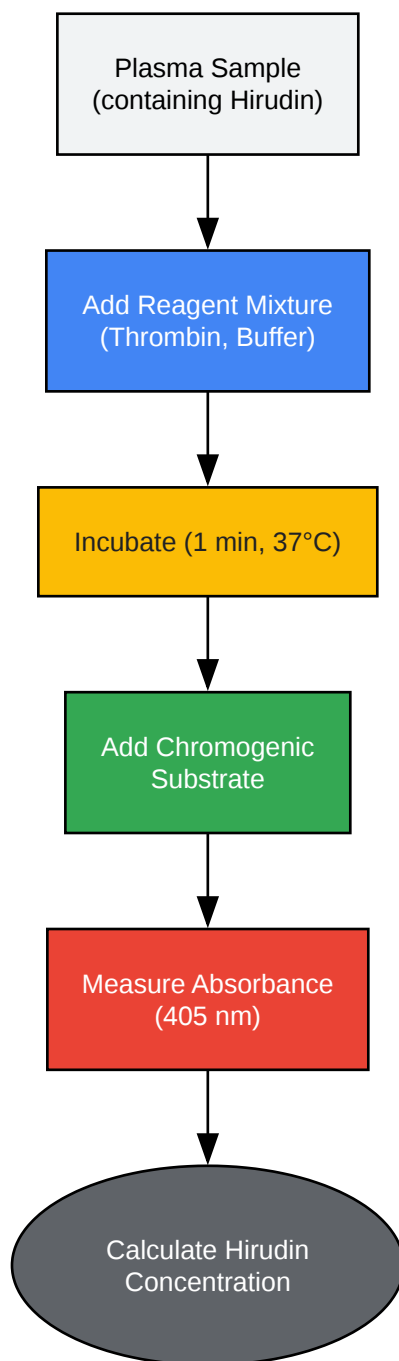 Plasma Sample
(containing Hirudin)
Add Reagent Mixture
(Thrombin, Buffer)
Incubate (1 min, 37°C)
Add Chromogenic
Substrate
Measure Absorbance
(405 nm)
Calculate Hirudin
Concentration